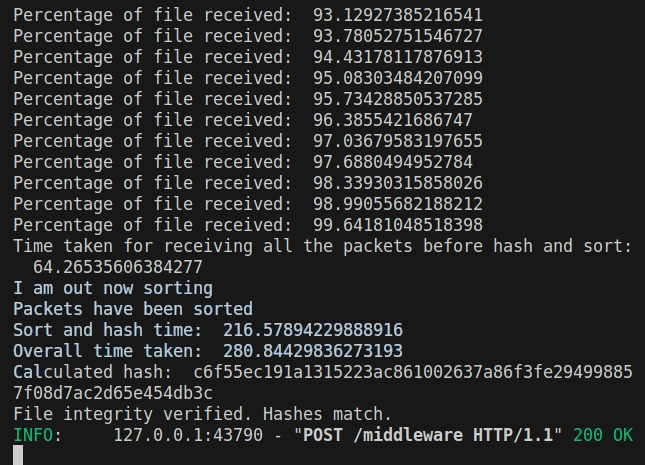 Percentage of file received:  93.12927385216541
Percentage of file received:  93.78052751546727
Percentage of file received:  94.43178117876913
Percentage of file received:  95.08303484207099
Percentage of file received:  95.73428850537285
Percentage of file received:  96.3855421686747
Percentage of file received:  97.03679583197655
Percentage of file received:  97.6880494952784
Percentage of file received:  98.33930315858026
Percentage of file received:  98.99055682188212
Percentage of file received:  99.64181048518398
Time taken for receiving all the packets before hash and sort:
  64.26535606384277
I am out now sorting
Packets have been sorted
Sort and hash time:  216.57894229888916
Overall time taken:  280.84429836273193
Calculated hash:  c6f55ec191a1315223ac861002637a86f3fe29499885
7f08d7ac2d65e454db3c
File integrity verified. Hashes match.
INFO:     127.0.0.1:43790 - "POST /middleware HTTP/1.1" 200 OK